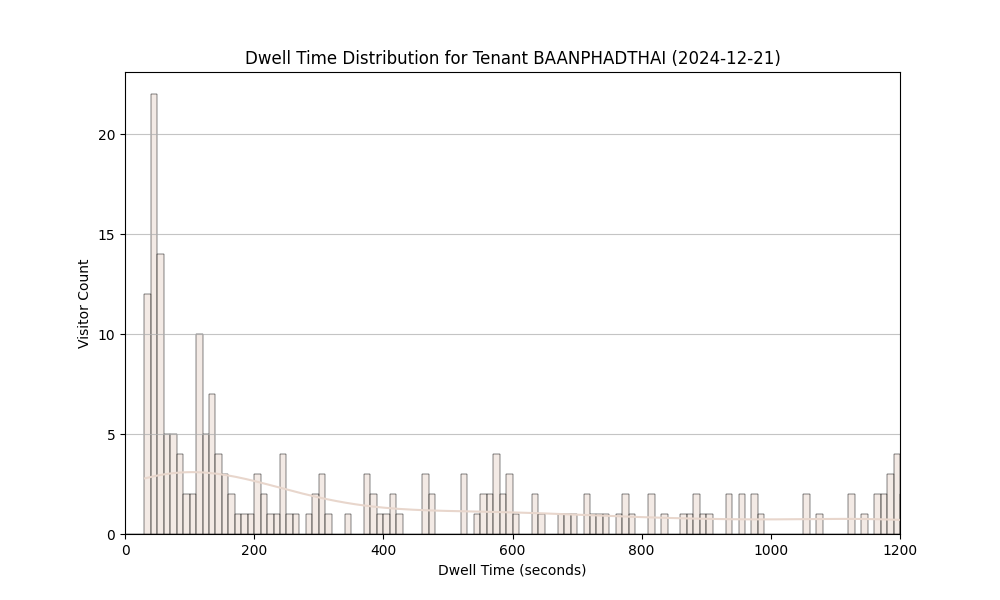 Dwell Time Distribution for Tenant BAANPHADTHAI (2024-12-21)
20
15
10
5
0
Visitor Count
0 200 400 600 800 1000 1200
Dwell Time (seconds)